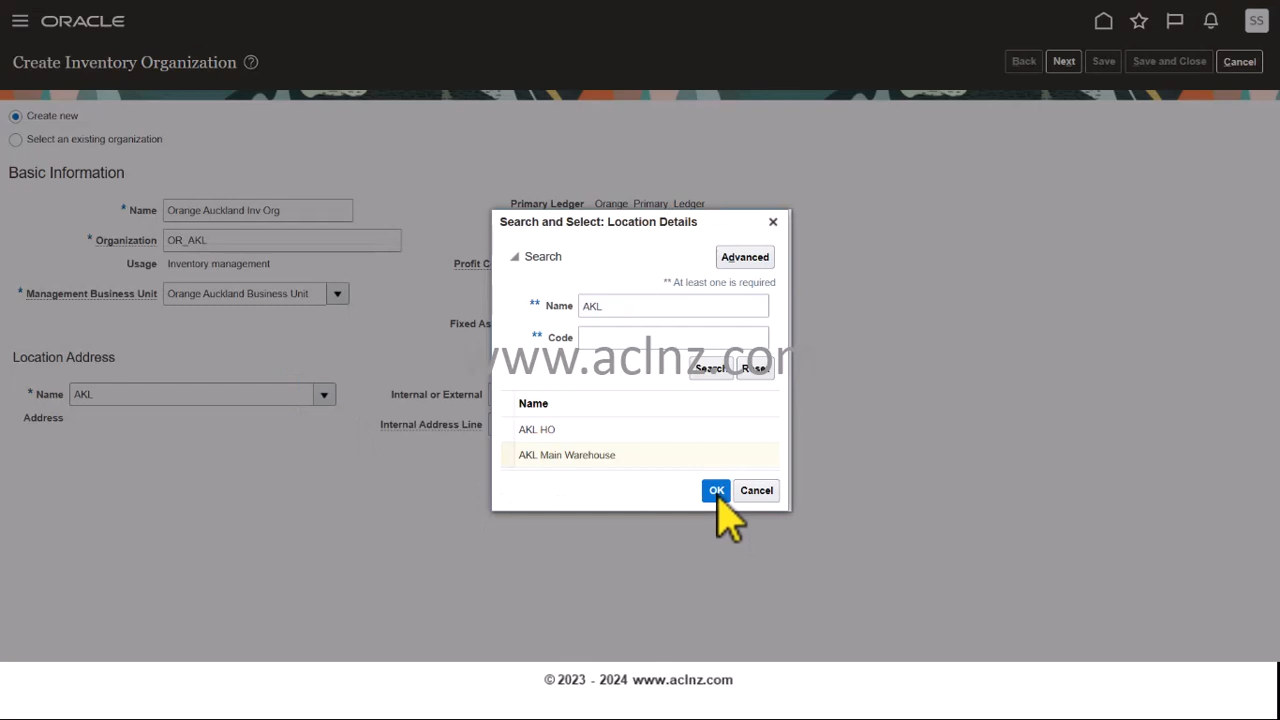 ORACLE
SS
Create Inventory Organization
Back Next Save Save and Close Cancel
Create new
Select an existing organization
Basic Information
* Name Orange Auckland Inv Org
* Organization OR_AKL
Usage Inventory management
* Management Business Unit Orange Auckland Business Unit
Primary Ledger Orange Primary Ledger
Profit C
Fixed As
Location Address
* Name AKL
Address
Internal or External
Internal Address Line
Search and Select: Location Details
Search
Advanced
** At least one is required
** Name AKL
** Code
www.aclnz.com
Search Reset
Name
AKL HO
AKL Main Warehouse
OK Cancel
© 2023 - 2024 www.aclnz.com